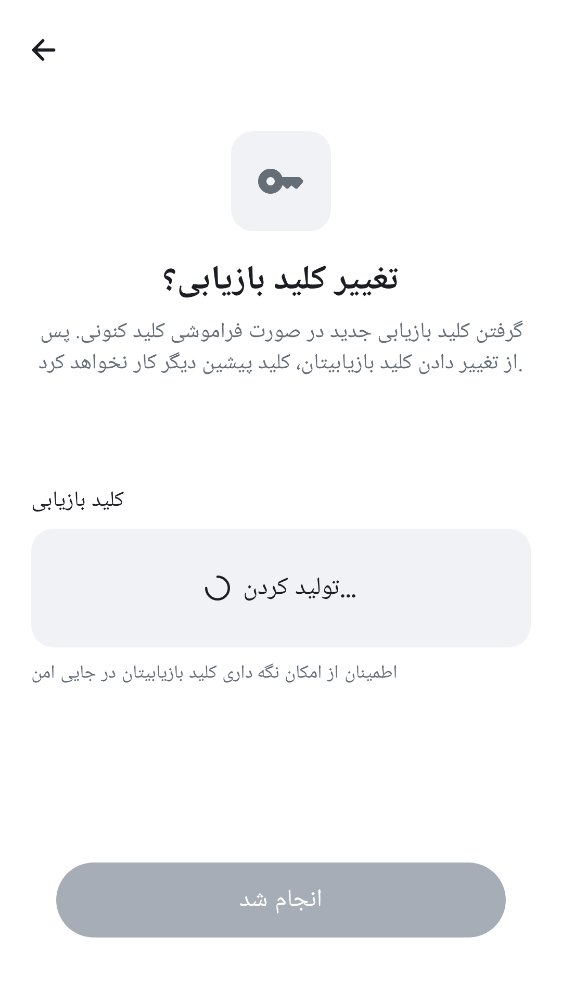 تغییر کلید بازیابی؟
گرفتن کلید بازیابی جدید در صورت فراموشی کلید کنونی. پس
از تغییر دادن کلید بازیابیتان، کلید پیشین دیگر کار نخواهد کرد.
کلید بازیابی
تولید کردن…
اطمینان از امکان نگه داری کلید بازیابیتان در جایی امن
انجام شد